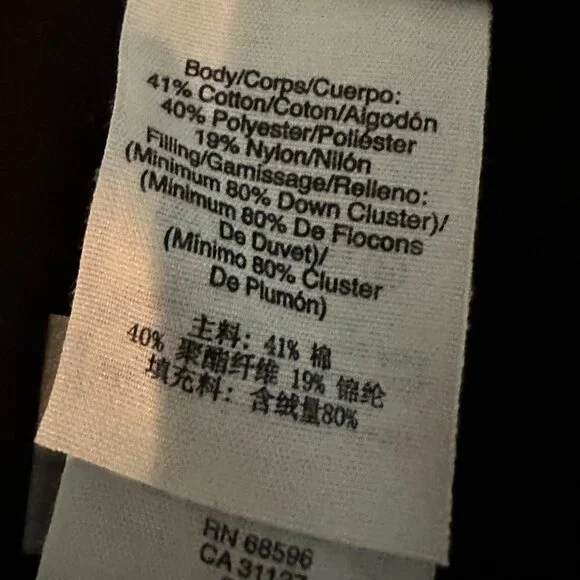 Body/Corps/Cuerpo:
41% Cotton/Coton/Algodón
40% Polyester/Poliéster
19% Nylon/Nilón
Filling/Garnissage/Relleno:
(Minimum 80% Down Cluster)/
(Minimum 80% De Flocons
De Duvet)/
(Mínimo 80% Cluster
De Plumón)
主料: 41% 棉
40% 聚酯纤维 19% 锦纶
填充料: 含绒量80%
RN 68596
CA